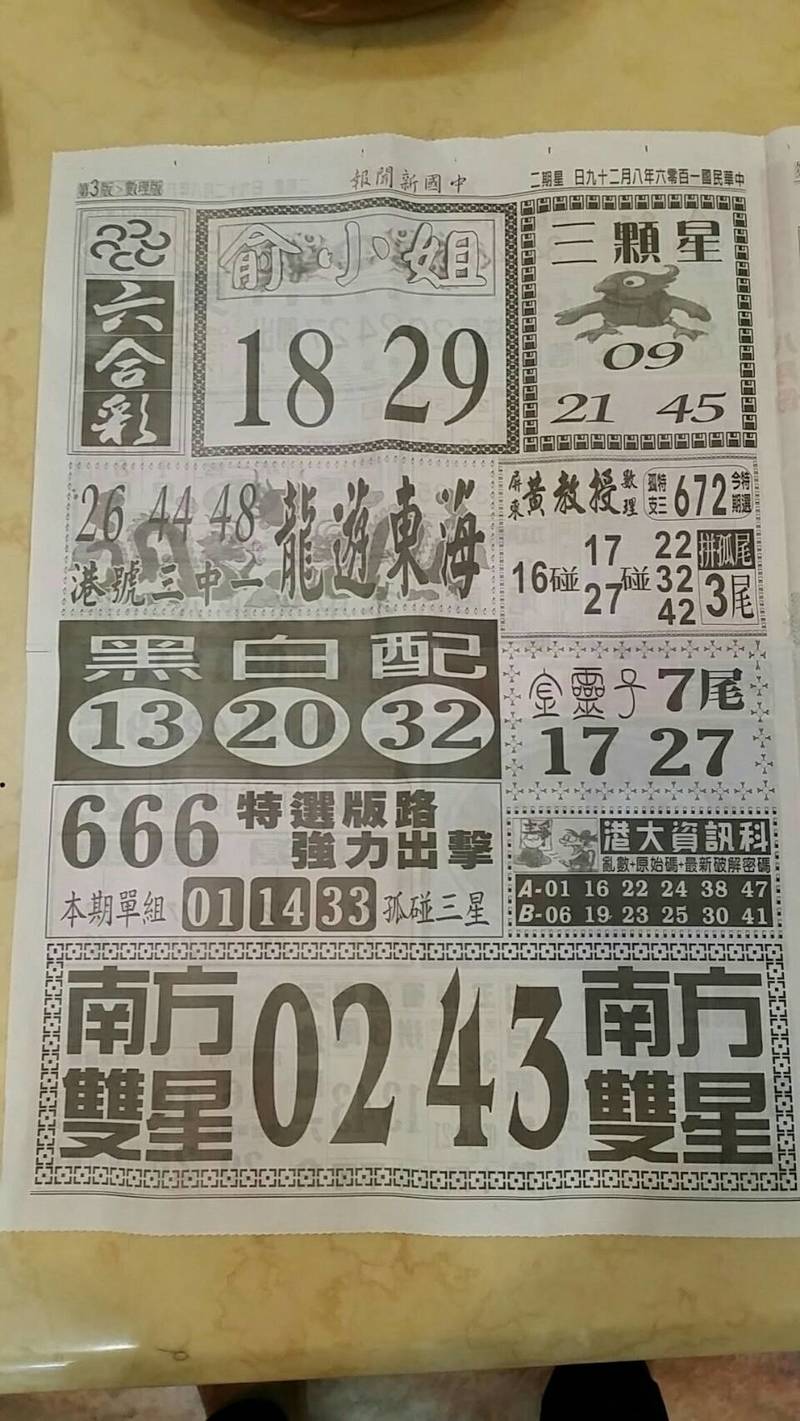 第3版＞數理版
報聞新國中
二期星 日九十二月八年六零百一國民華中
六合彩
俞小姐
18 29
三顆星
09
21 45
26 44 48
港號三中一
龍遊東海
屏東黃教授數理
孤支特三 672 今期特選
16碰
17
27
碰
22
32
42
拼孤尾
3尾
黑白配
13 20 32
金靈子 7尾
17 27
666 特選版路
強力出擊
本期單組 01 14 33 孤碰三星
港大資訊科
亂數+原始碼+最新破解密碼
A-01 16 22 24 38 47
B-06 19 23 25 30 41
南方雙星
02 43
南方雙星